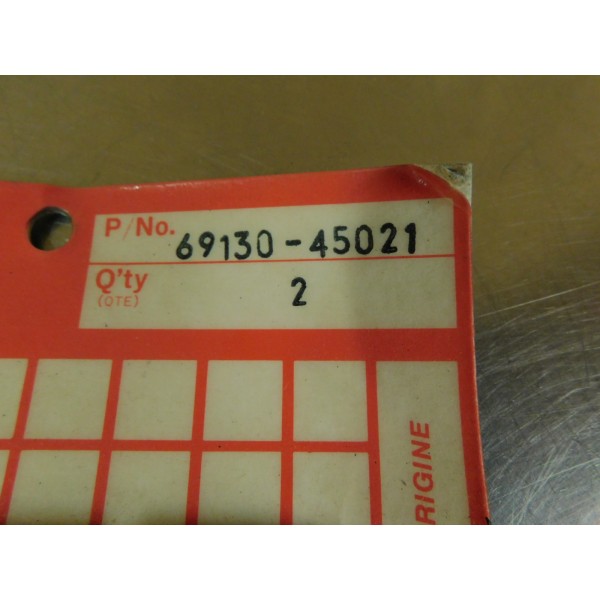 P/No. 69130-45021
Q'ty 2
(QTE)
RIGINE